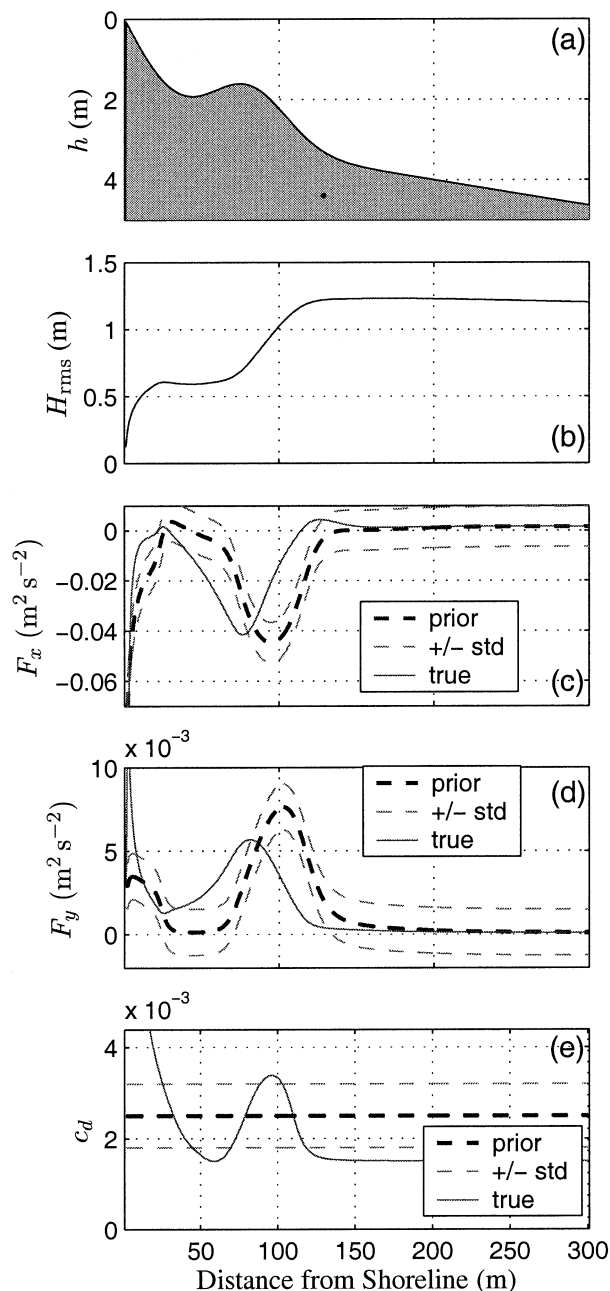 (a)
0
2
4
h (m)
(b)
1.5
1
0.5
0
H_rms (m)
(c)
0
−0.02
−0.04
−0.06
F_x (m² s⁻²)
prior
+/− std
true
x 10⁻³
(d)
10
5
0
F_y (m² s⁻²)
prior
+/− std
true
x 10⁻³
(e)
4
2
0
c_d
prior
+/− std
true
50 100 150 200 250 300
Distance from Shoreline (m)